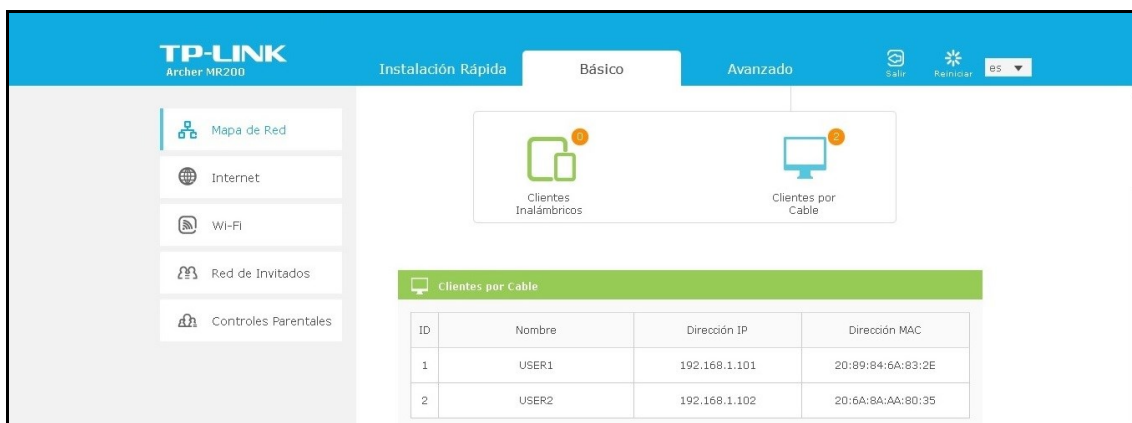 TP-LINK
Archer MR200
Instalación Rápida
Básico
Avanzado
Salir
Reiniciar
es
Mapa de Red
Internet
Wi-Fi
Red de Invitados
Controles Parentales
0
Clientes
Inalámbricos
2
Clientes por
Cable
Clientes por Cable
ID Nombre Dirección IP Dirección MAC
1 USER1 192.168.1.101 20:89:84:6A:83:2E
2 USER2 192.168.1.102 20:6A:8A:AA:80:35